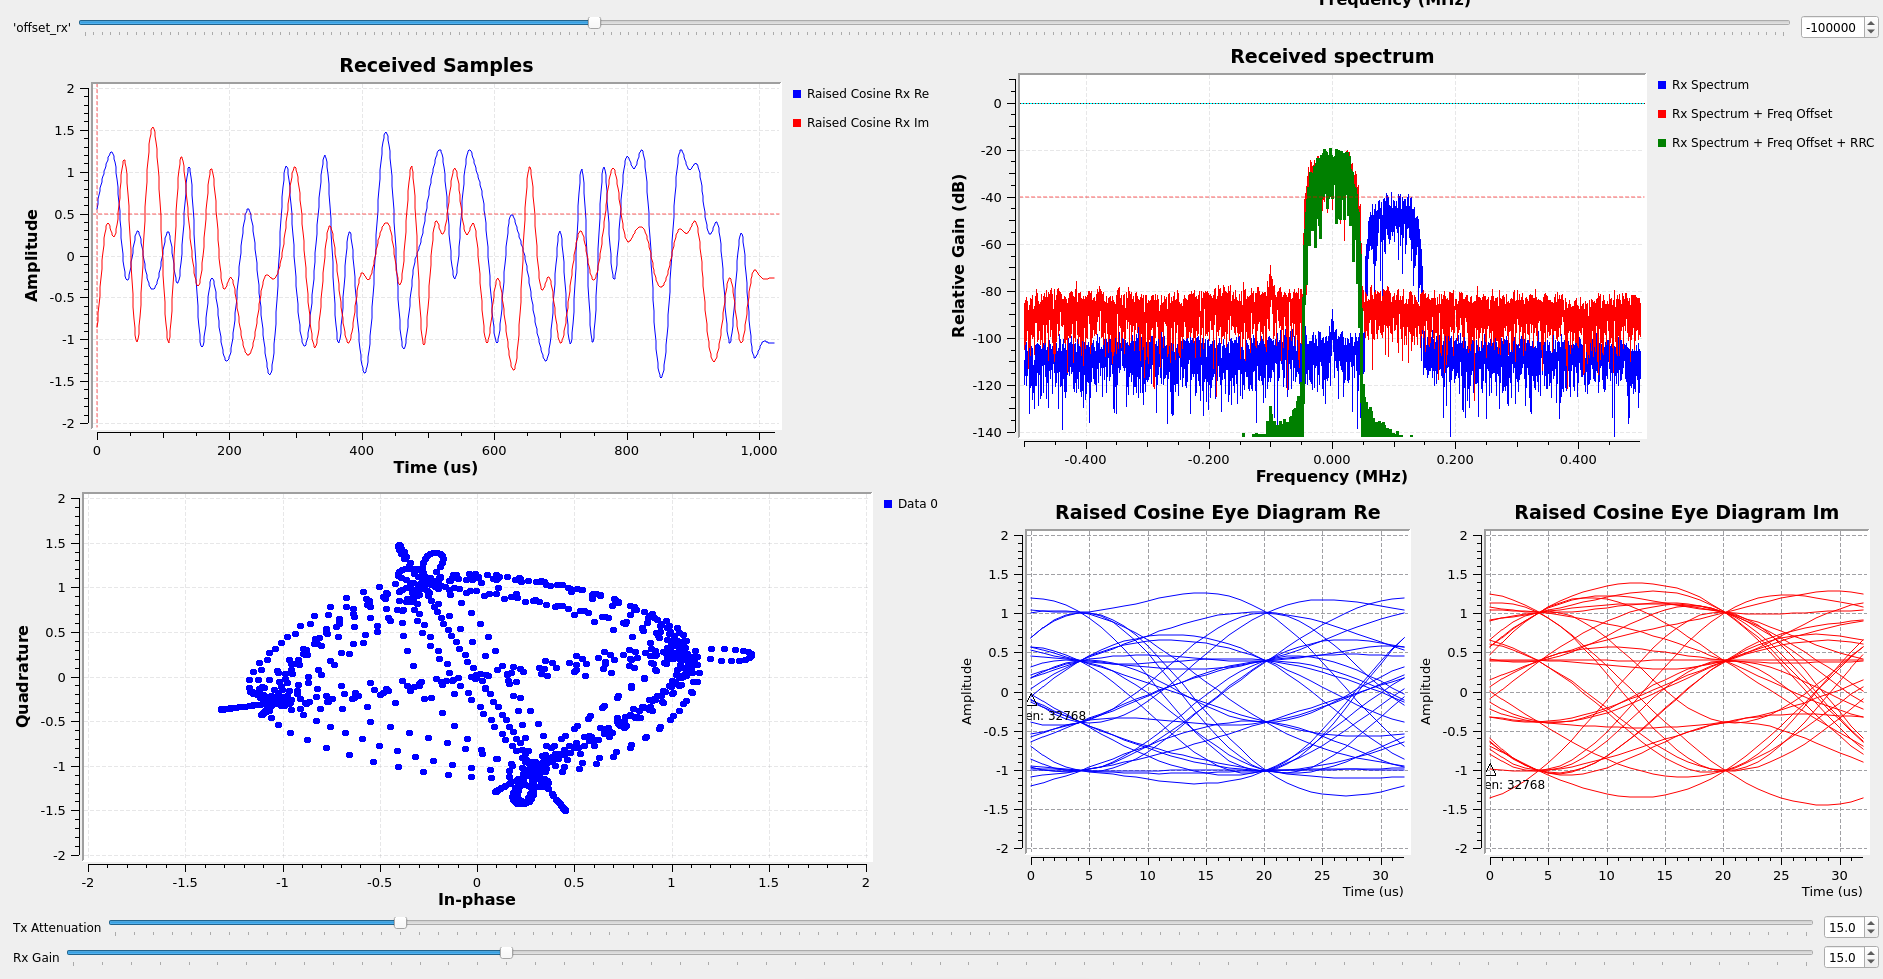 Frequency (MHz)
'offset_rx'
-100000
Received Samples
2
1.5
1
0.5
0
-0.5
-1
-1.5
-2
Amplitude
0 200 400 600 800 1,000
Time (us)
Raised Cosine Rx Re
Raised Cosine Rx Im
Received spectrum
0
-20
-40
-60
-80
-100
-120
-140
Relative Gain (dB)
-0.400 -0.200 0.000 0.200 0.400
Frequency (MHz)
Rx Spectrum
Rx Spectrum + Freq Offset
Rx Spectrum + Freq Offset + RRC
2
1.5
1
0.5
0
-0.5
-1
-1.5
-2
Quadrature
-2 -1.5 -1 -0.5 0 0.5 1 1.5 2
In-phase
Data 0
Raised Cosine Eye Diagram Re
2
1.5
1
0.5
0
-0.5
-1
-1.5
-2
Amplitude
en: 32768
0 5 10 15 20 25 30
Time (us)
Raised Cosine Eye Diagram Im
2
1.5
1
0.5
0
-0.5
-1
-1.5
-2
Amplitude
en: 32768
0 5 10 15 20 25 30
Time (us)
Tx Attenuation
15.0
Rx Gain
15.0